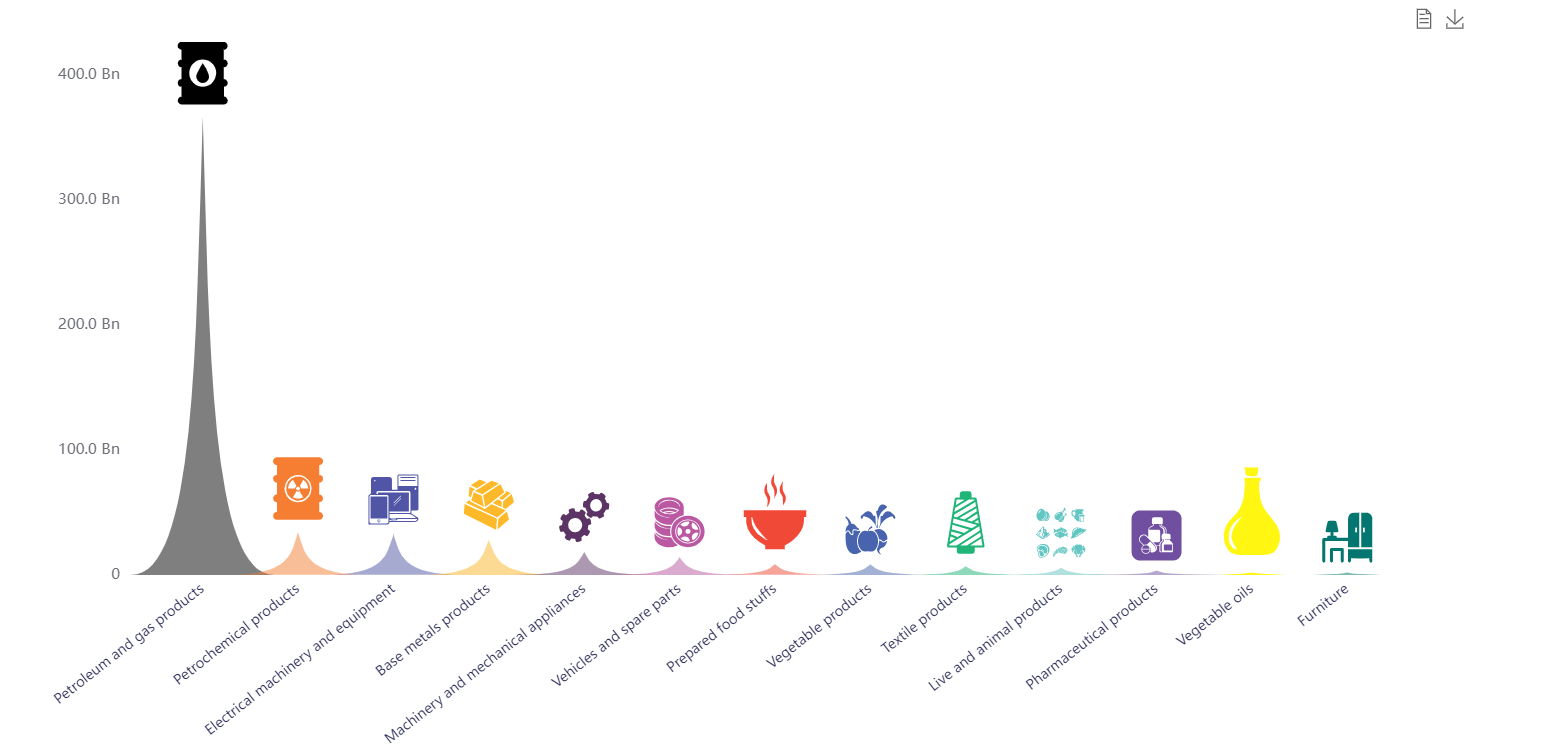 400.0 Bn
300.0 Bn
200.0 Bn
100.0 Bn
0
Petroleum and gas products
Petrochemical products
Electrical machinery and equipment
Base metals products
Machinery and mechanical appliances
Vehicles and spare parts
Prepared food stuffs
Vegetable products
Textile products
Live and animal products
Pharmaceutical products
Vegetable oils
Furniture